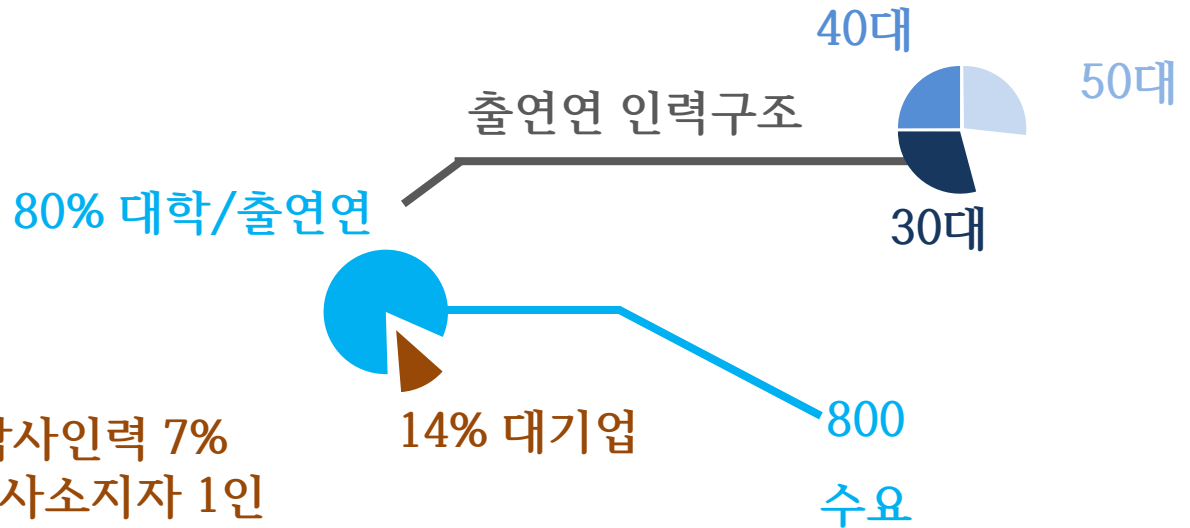 40대
50대
출연연 인력구조
80% 대학/출연연
30대
14% 대기업
800
수요
사인력 7%
사소지자 1인